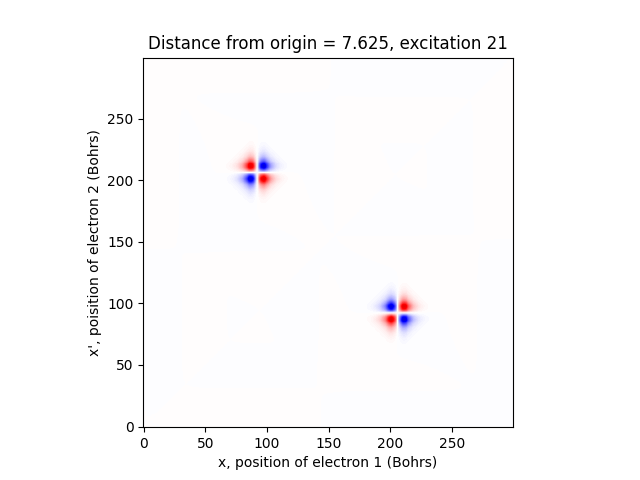 Distance from origin = 7.625, excitation 21
250
200
150
100
50
0
x', poisition of electron 2 (Bohrs)
0 50 100 150 200 250
x, position of electron 1 (Bohrs)